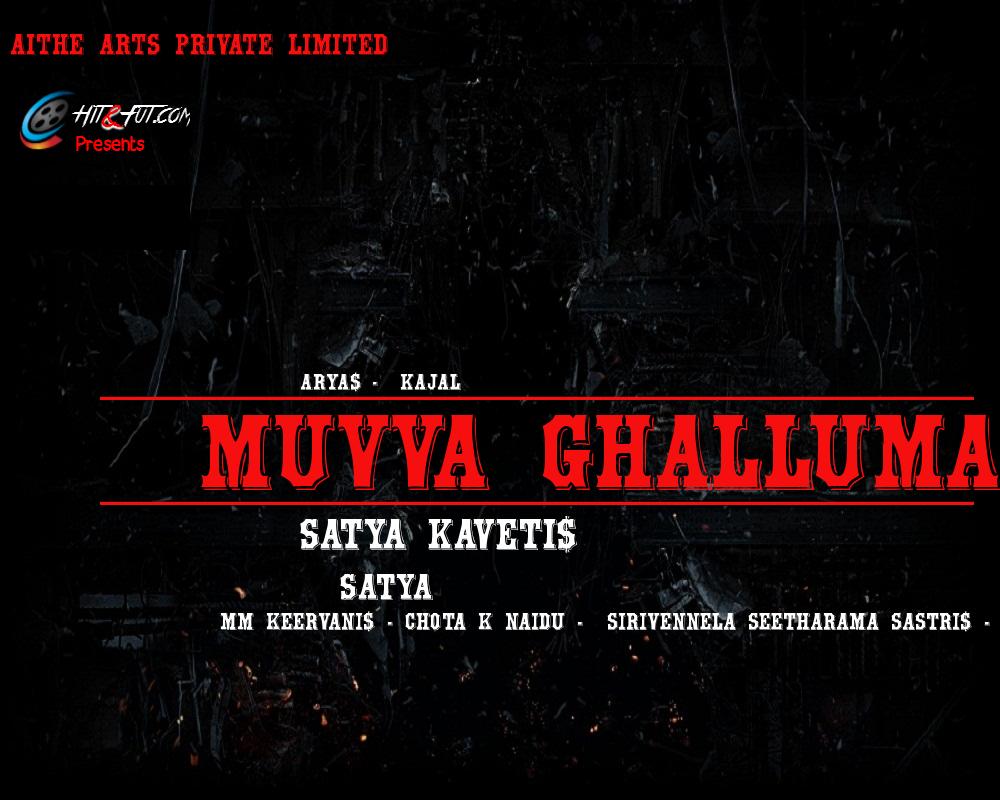 AITHE ARTS PRIVATE LIMITED
HIT&FUT.COM
Presents
ARYA$ - KAJAL
MUVVA GHALLUMA
SATYA KAVETI$
SATYA
MM KEERVANI$ - CHOTA K NAIDU - SIRIVENNELA SEETHARAMA SASTRI$ -